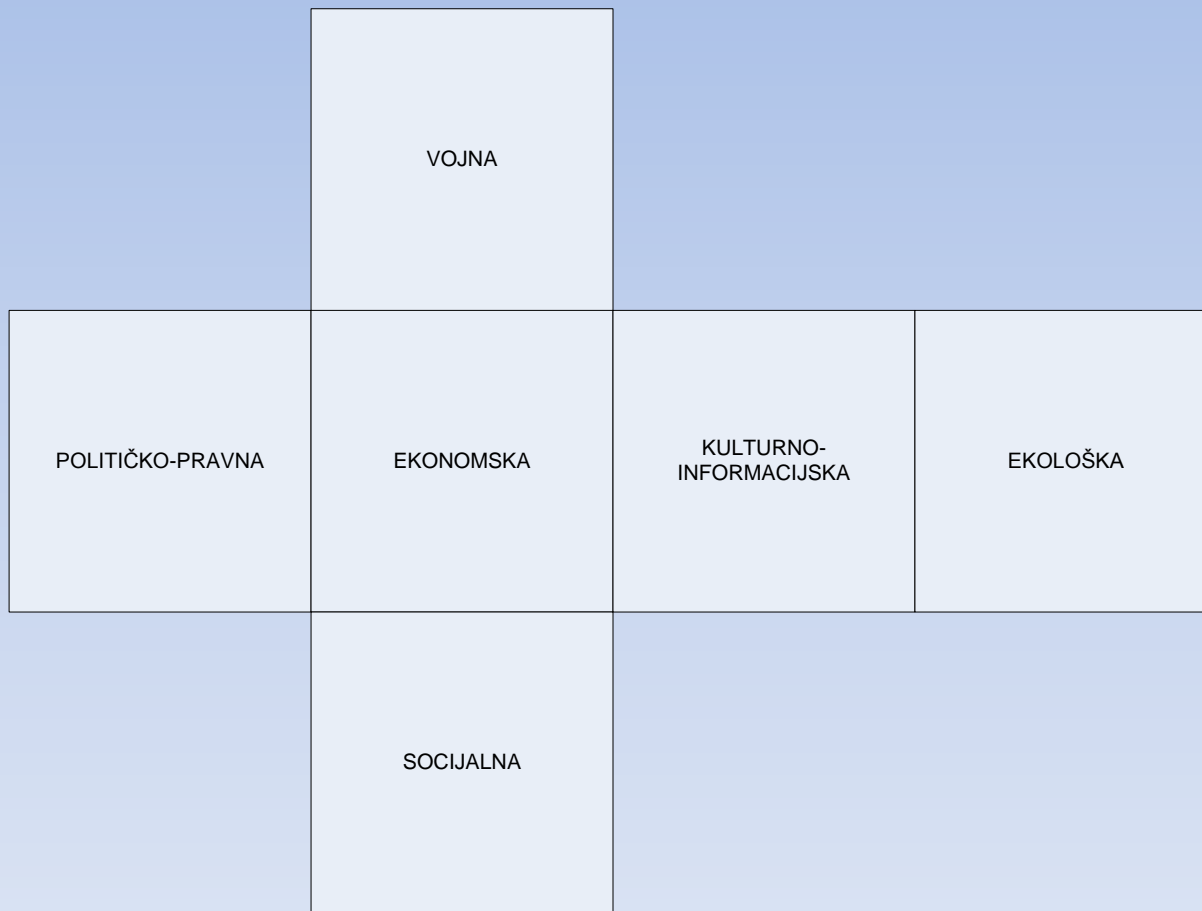 VOJNA
POLITIČKO-PRAVNA
EKONOMSKA
KULTURNO-
INFORMACIJSKA
EKOLOŠKA
SOCIJALNA